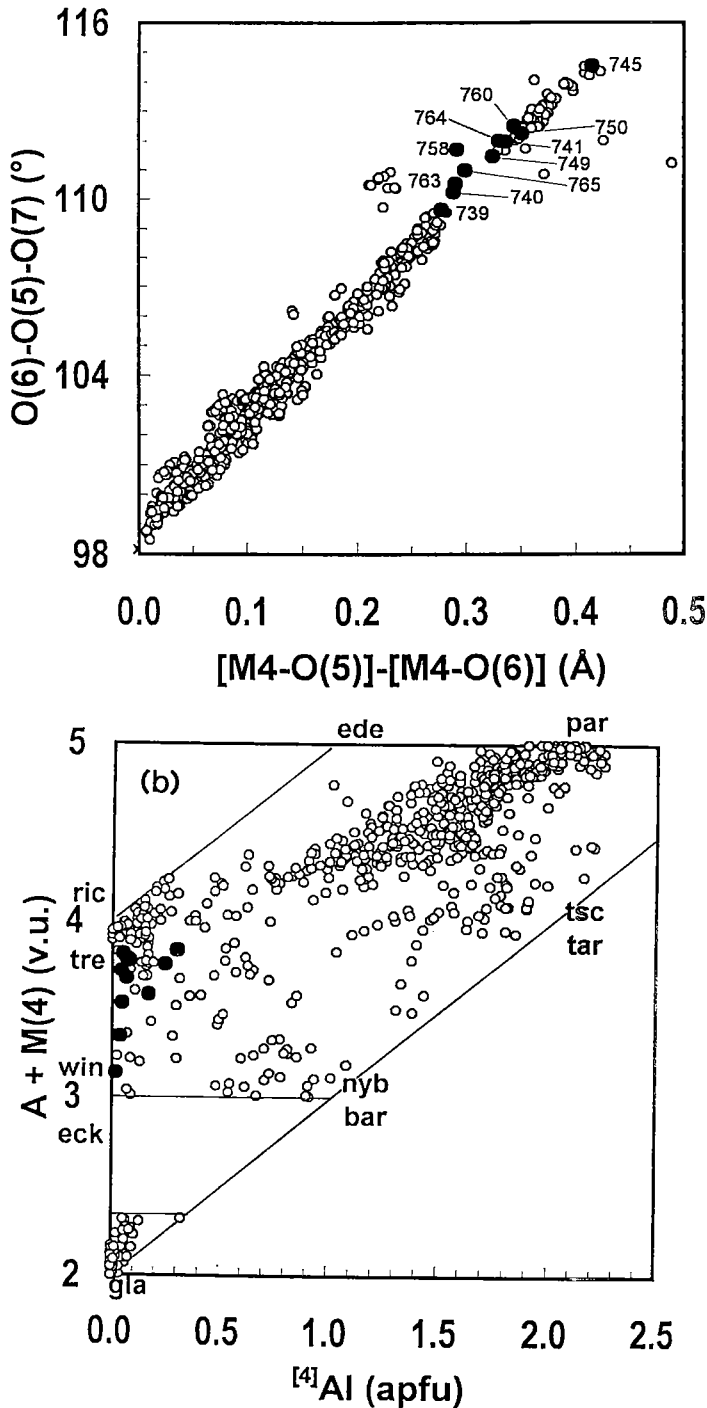 116
110
104
98
O(6)-O(5)-O(7) (°)
745
760
764
750
741
758
749
765
763
740
739
0.0 0.1 0.2 0.3 0.4 0.5
[M4-O(5)]-[M4-O(6)] (Å)
ede
par
5
(b)
ric
4
tre
tsc
tar
A + M(4) (v.u.)
win
3
nyb
bar
eck
2
gla
0.0 0.5 1.0 1.5 2.0 2.5
[4]Al (apfu)